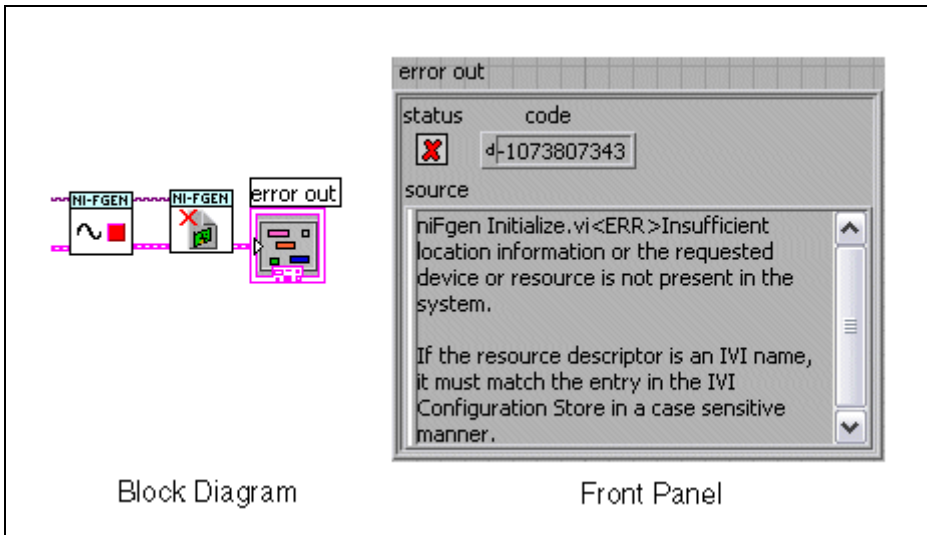 error out
status code
d -1073807343
source
niFgen Initialize.vi<ERR>Insufficient
location information or the requested
device or resource is not present in the
system.
If the resource descriptor is an IVI name,
it must match the entry in the IVI
Configuration Store in a case sensitive
manner.
NI-FGEN NI-FGEN error out
Block Diagram
Front Panel